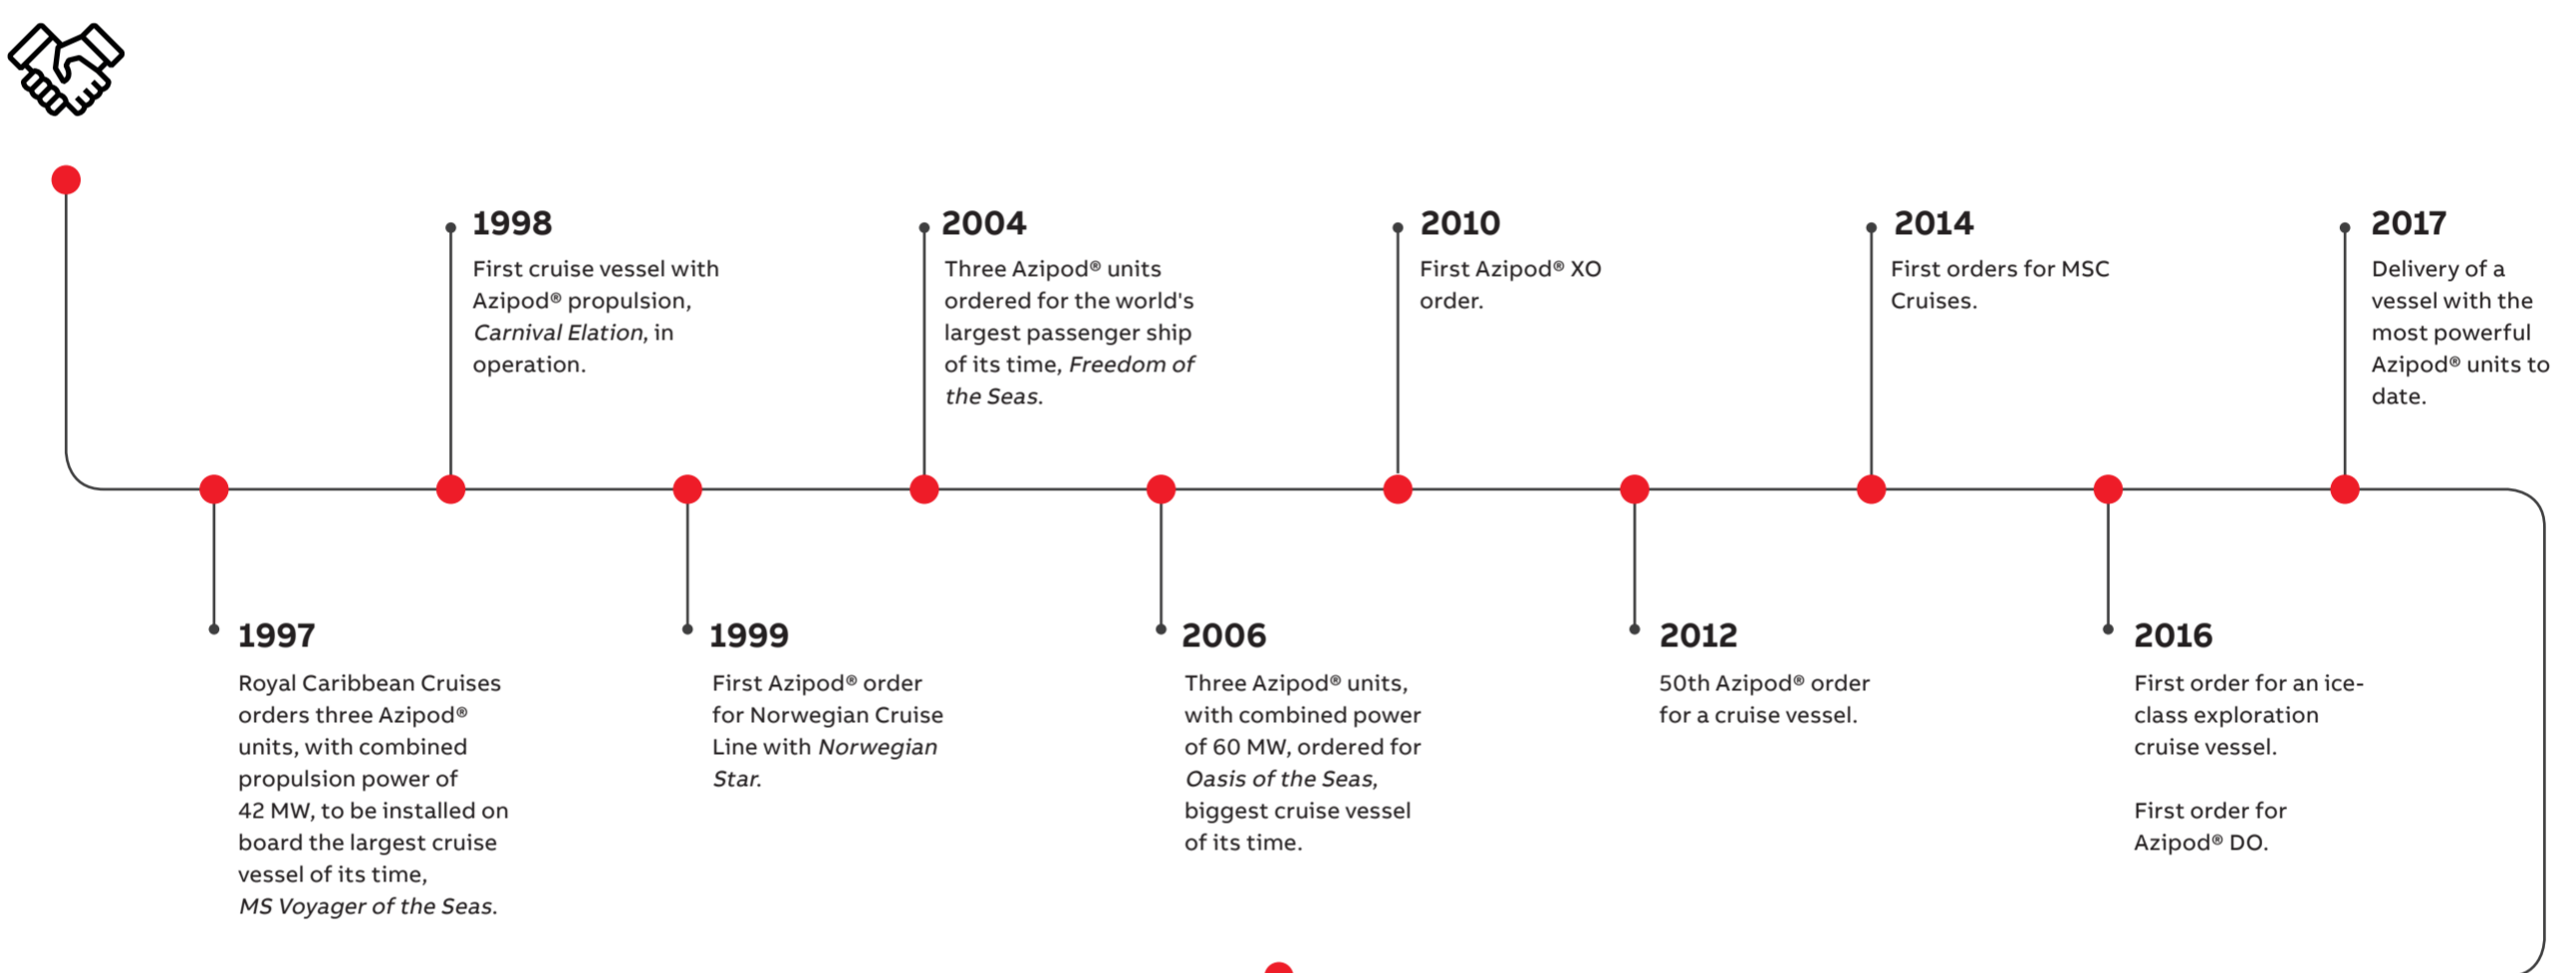 1998
First cruise vessel with
Azipod® propulsion,
Carnival Elation, in
operation.
2004
Three Azipod® units
ordered for the world's
largest passenger ship
of its time, Freedom of
the Seas.
2010
First Azipod® XO
order.
2014
First orders for MSC
Cruises.
2017
Delivery of a
vessel with the
most powerful
Azipod® units to
date.
1997
Royal Caribbean Cruises
orders three Azipod®
units, with combined
propulsion power of
42 MW, to be installed on
board the largest cruise
vessel of its time,
MS Voyager of the Seas.
1999
First Azipod® order
for Norwegian Cruise
Line with Norwegian
Star.
2006
Three Azipod® units,
with combined power
of 60 MW, ordered for
Oasis of the Seas,
biggest cruise vessel
of its time.
2012
50th Azipod® order
for a cruise vessel.
2016
First order for an ice-
class exploration
cruise vessel.
First order for
Azipod® DO.